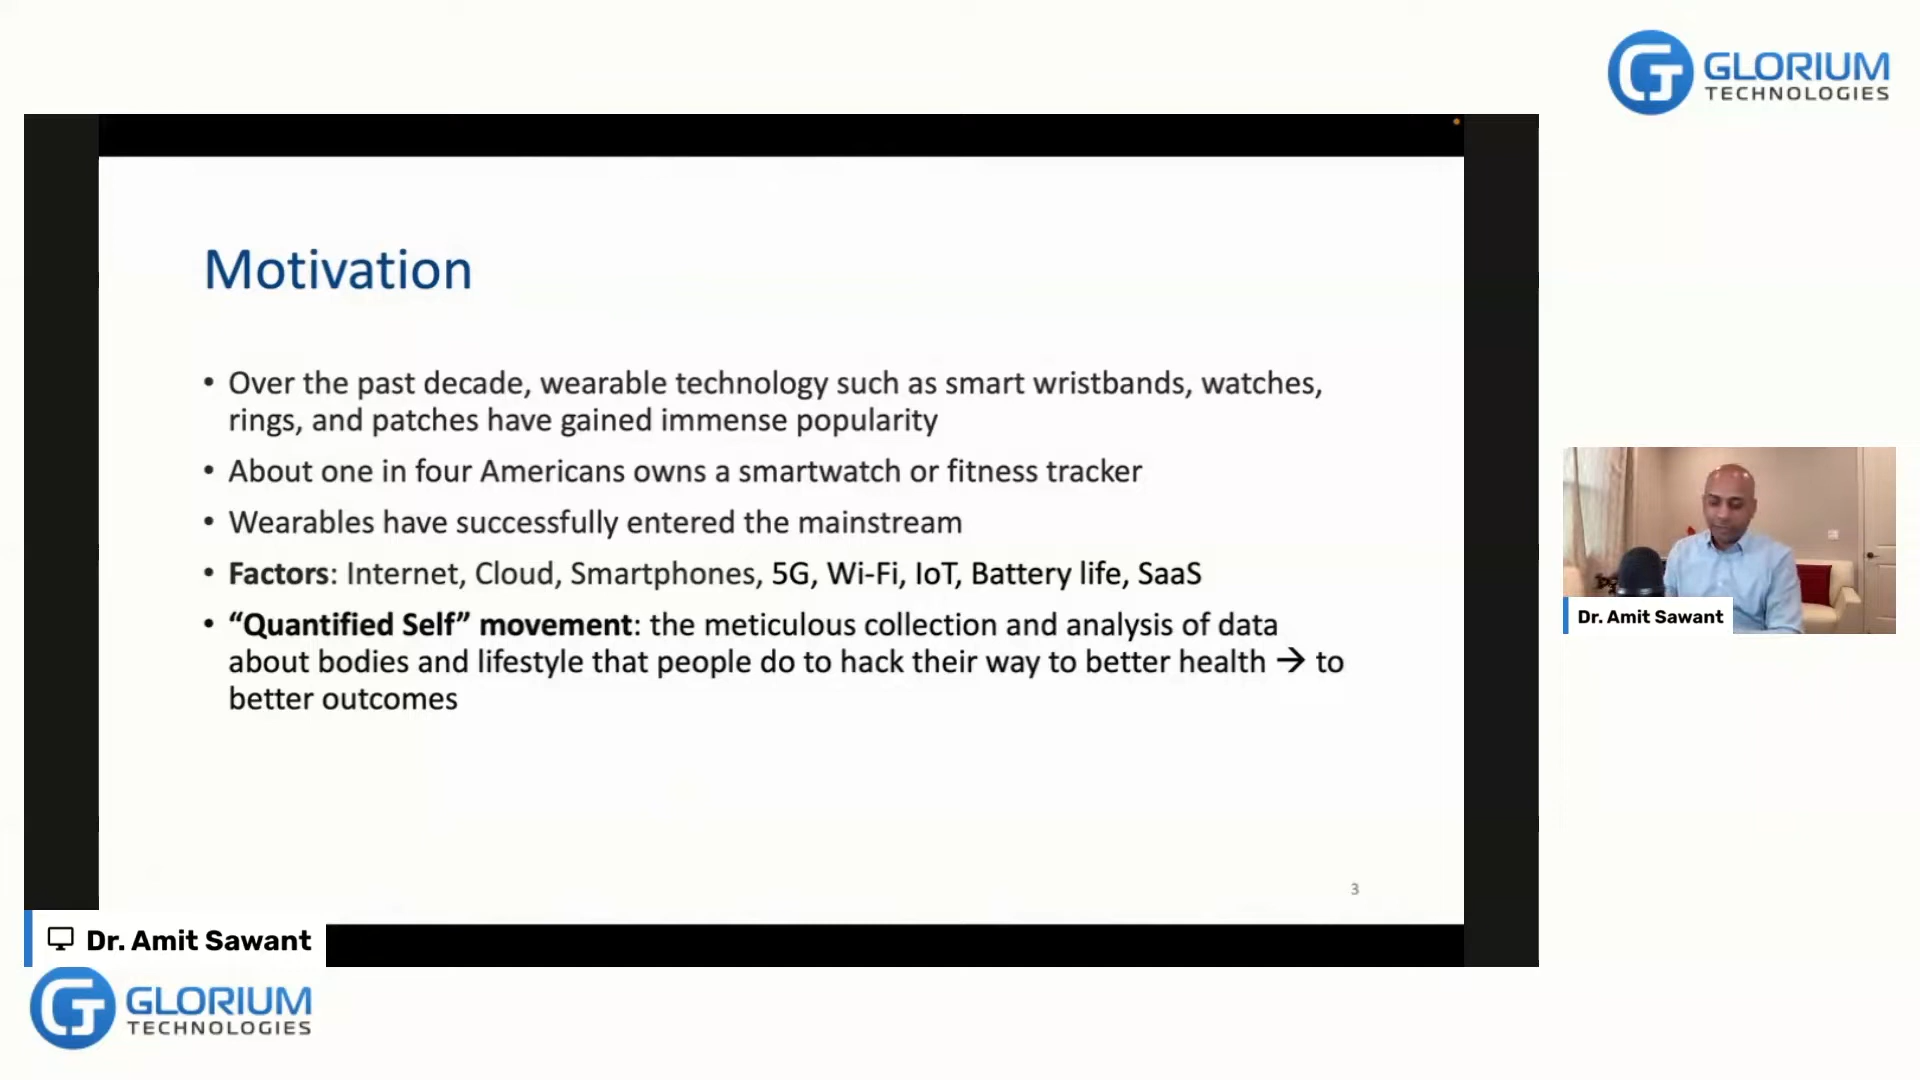 GLORIUM
TECHNOLOGIES
Motivation
• Over the past decade, wearable technology such as smart wristbands, watches,
rings, and patches have gained immense popularity
• About one in four Americans owns a smartwatch or fitness tracker
• Wearables have successfully entered the mainstream
• Factors: Internet, Cloud, Smartphones, 5G, Wi-Fi, IoT, Battery life, SaaS
• “Quantified Self” movement: the meticulous collection and analysis of data
about bodies and lifestyle that people do to hack their way to better health → to
better outcomes
3
Dr. Amit Sawant
Dr. Amit Sawant
GLORIUM
TECHNOLOGIES